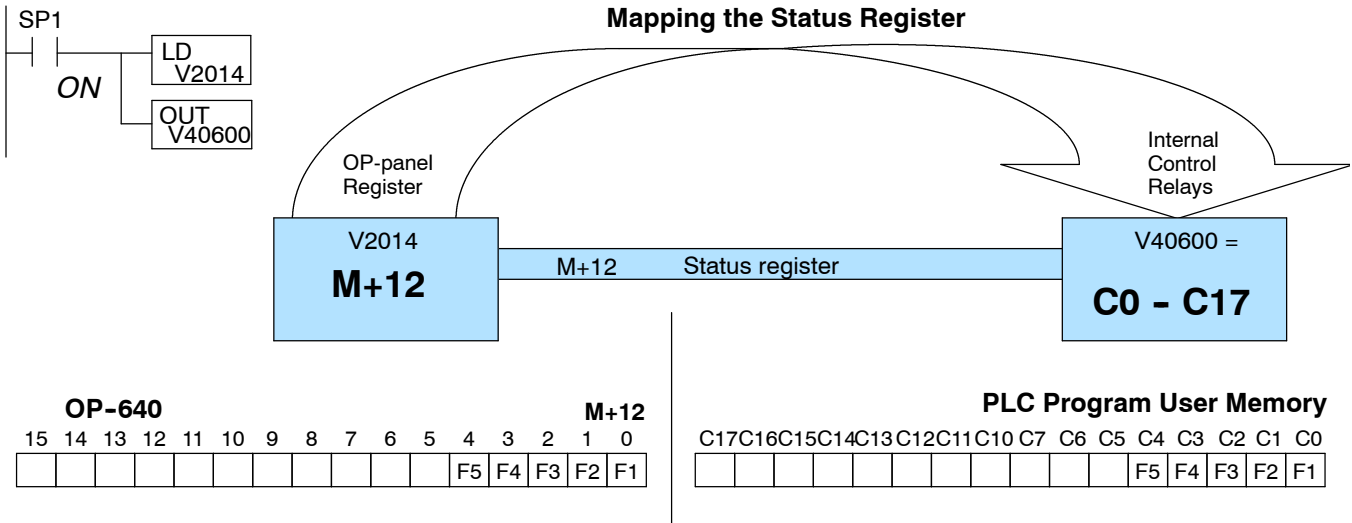 Mapping the Status Register
SP1
ON
LD
V2014
OUT
V40600
OP-panel
Register
Internal
Control
Relays
V2014
M+12
M+12 Status register
V40600 =
C0 - C17
OP-640 M+12
15 14 13 12 11 10 9 8 7 6 5 4 3 2 1 0
F5 F4 F3 F2 F1
PLC Program User Memory
C17 C16 C15 C14 C13 C12 C11 C10 C7 C6 C5 C4 C3 C2 C1 C0
F5 F4 F3 F2 F1